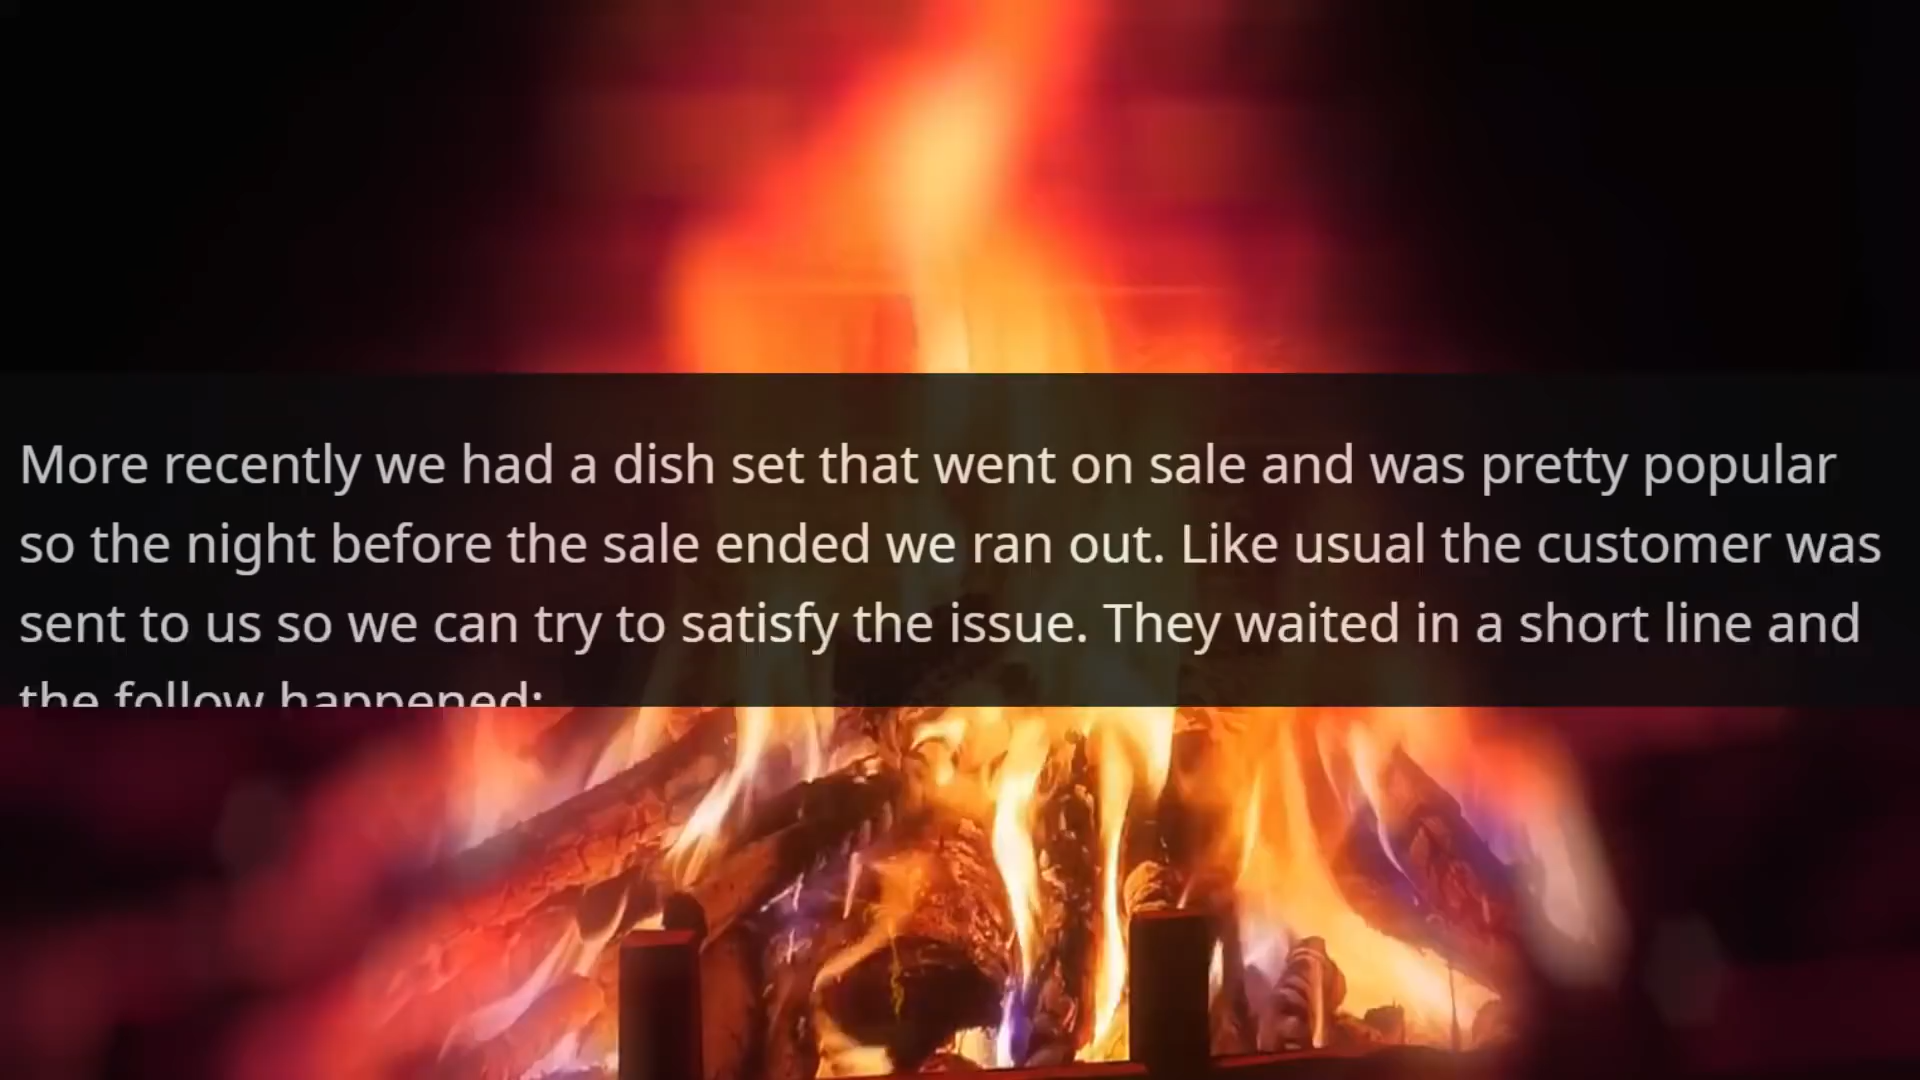 More recently we had a dish set that went on sale and was pretty popular
so the night before the sale ended we ran out. Like usual the customer was
sent to us so we can try to satisfy the issue. They waited in a short line and
the follow happened: